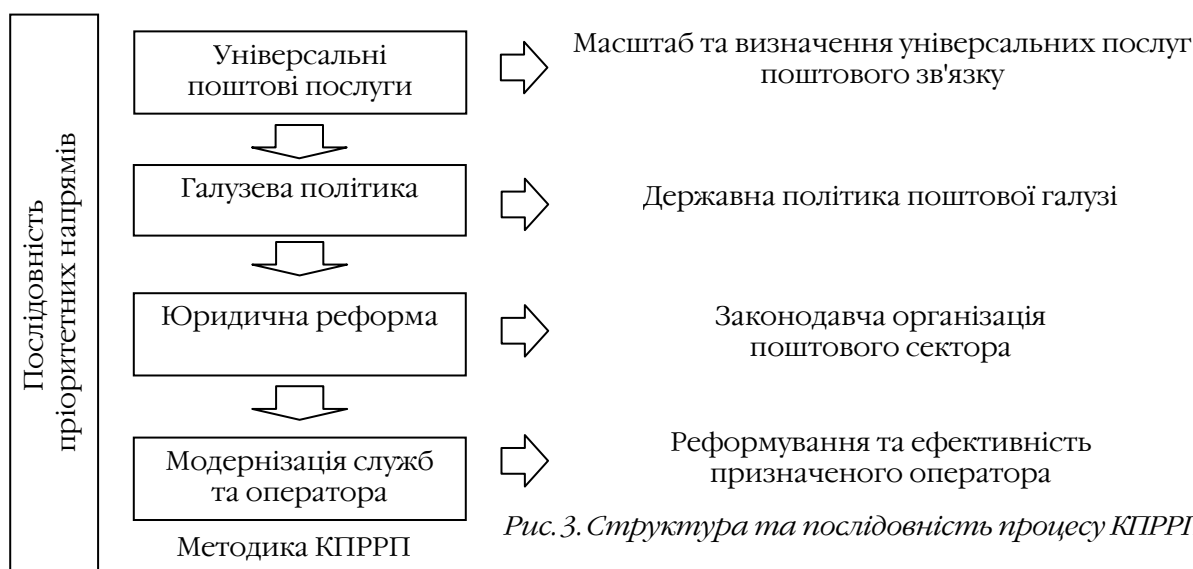 Послідовність
пріоритетних напрямів
Універсальні
поштові послуги
Масштаб та визначення універсальних послуг
поштового зв'язку
Галузева політика
Державна політика поштової галузі
Юридична реформа
Законодавча організація
поштового сектора
Модернізація служб
та оператора
Реформування та ефективність
призначеного оператора
Методика КПРРП
Рис. 3. Структура та послідовність процесу